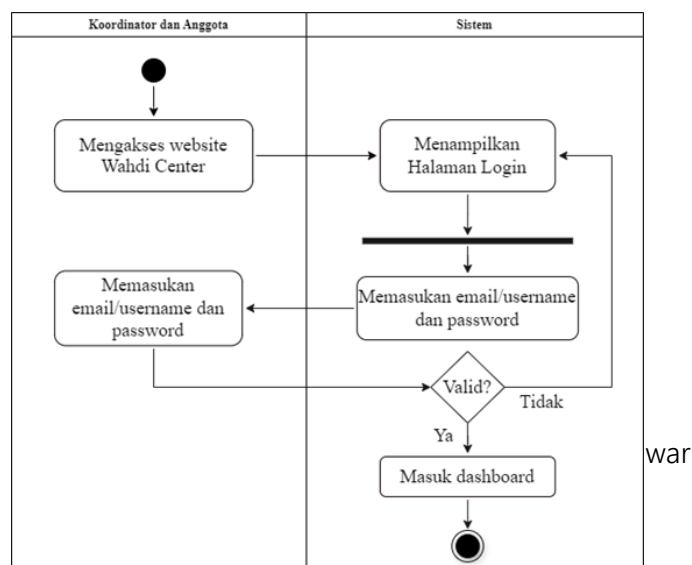 Koordinator dan Anggota
Sistem
Mengakses website
Wahdi Center
Menampilkan
Halaman Login
Memasukan
email/username dan
password
Memasukan email/username
dan password
Valid?
Tidak
Ya
war
Masuk dashboard